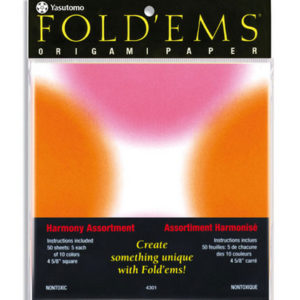 Yasutomo
FOLD'EMS®
ORIGAMI PAPER
Harmony Assortment
Instructions included
50 sheets: 5 each
of 10 colors
4 5/8" square
Assortiment Harmonisé
Instructions inclues
50 feuilles: 5 de chacune
des 10 couleurs
4 5/8" carré
Create
something unique
with Fold'ems!
NONTOXIC
4301
NONTOXIQUE